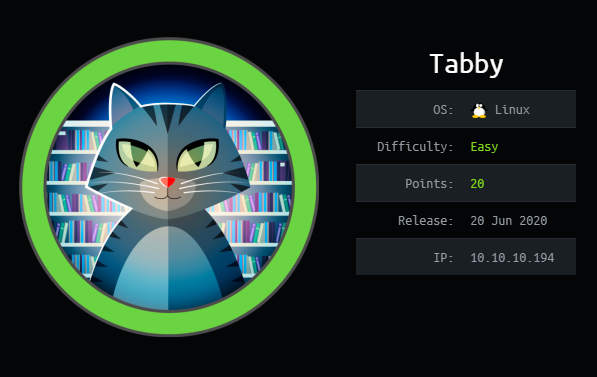 Tabby
OS: Linux
Difficulty: Easy
Points: 20
Release: 20 Jun 2020
IP: 10.10.10.194